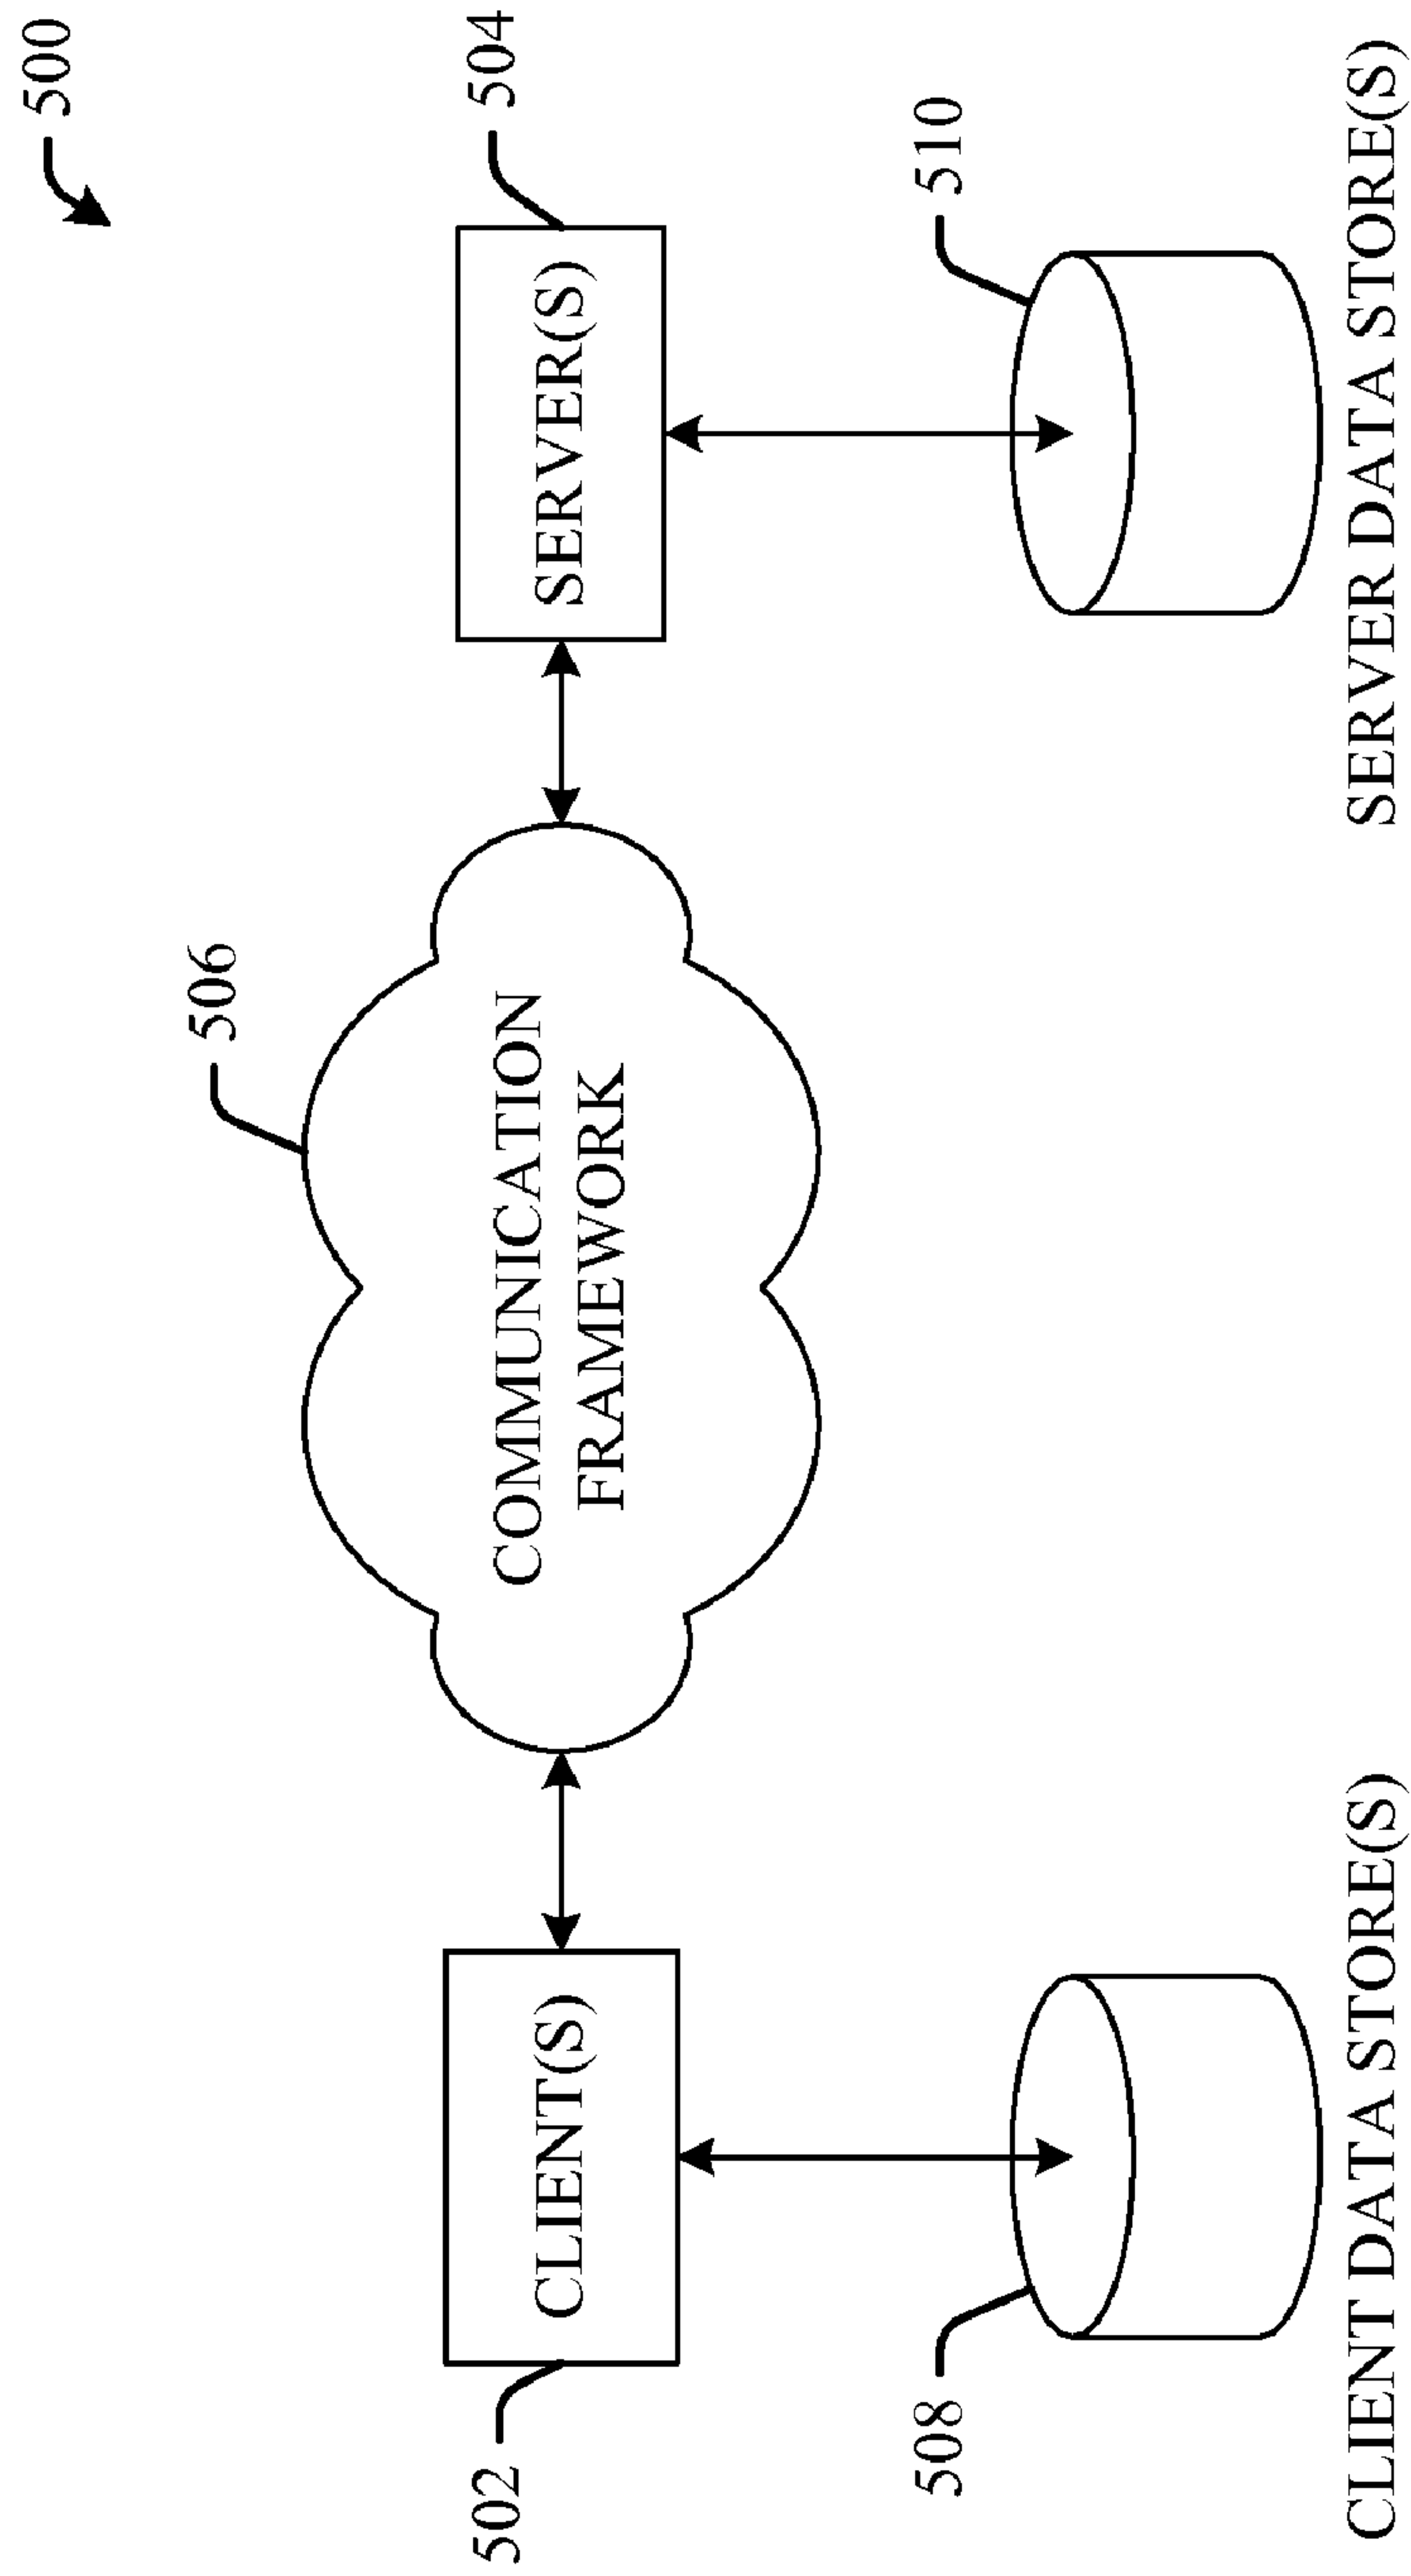 500
506
502
504
CLIENT(S)
COMMUNICATION
FRAMEWORK
SERVER(S)
508
510
CLIENT DATA STORE(S)
SERVER DATA STORE(S)